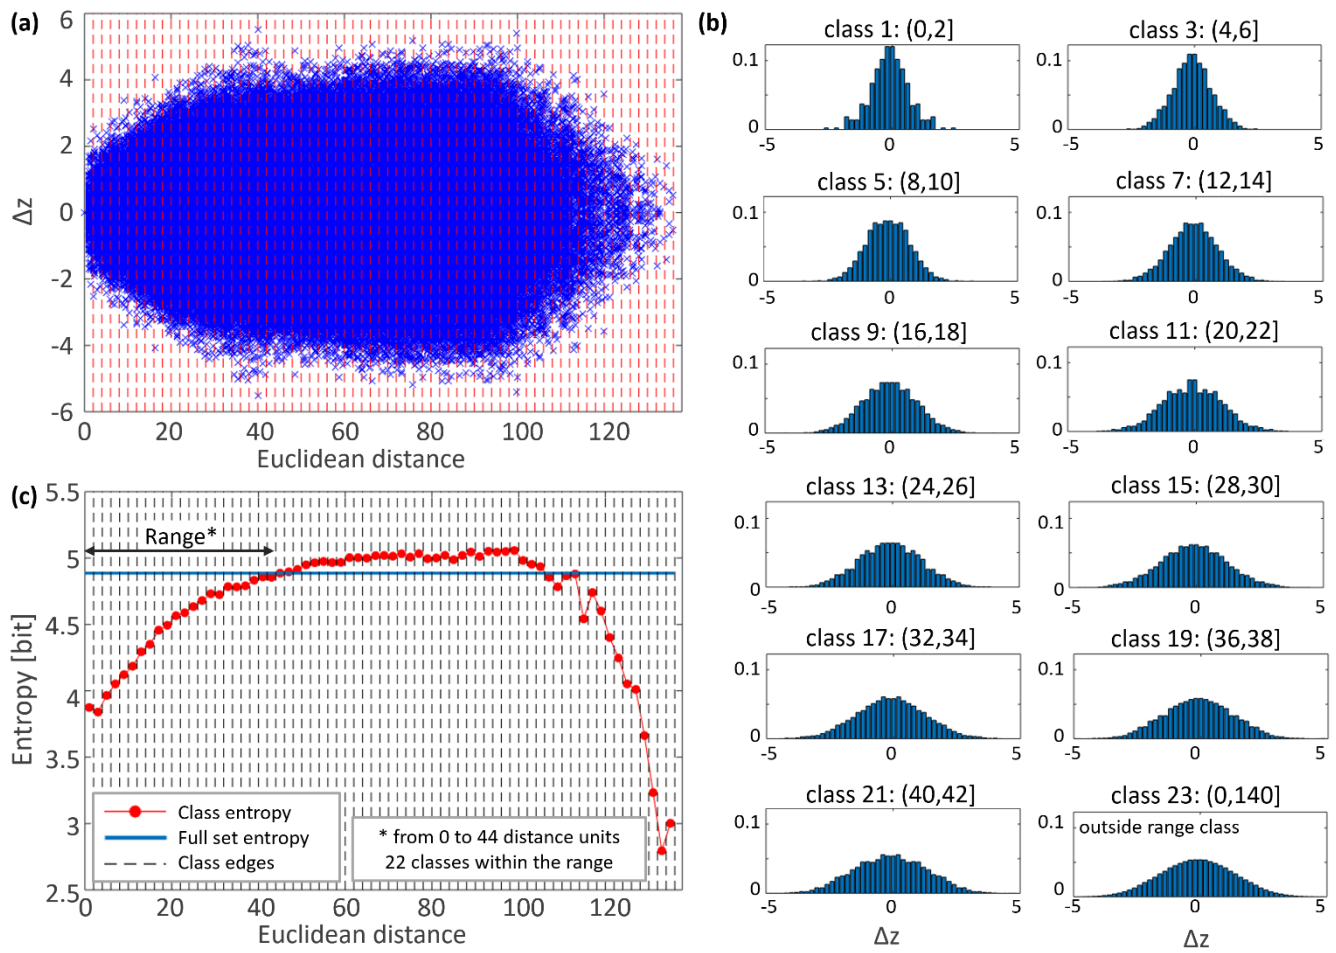 (a)
6
4
2
0
-2
-4
-6
Δz
0 20 40 60 80 100 120
Euclidean distance
(b)
class 1: (0,2]
0.1
0
-5 0 5
class 3: (4,6]
0.1
0
-5 0 5
class 5: (8,10]
0.1
0
-5 0 5
class 7: (12,14]
0.1
0
-5 0 5
class 9: (16,18]
0.1
0
-5 0 5
class 11: (20,22]
0.1
0
-5 0 5
class 13: (24,26]
0.1
0
-5 0 5
class 15: (28,30]
0.1
0
-5 0 5
class 17: (32,34]
0.1
0
-5 0 5
class 19: (36,38]
0.1
0
-5 0 5
class 21: (40,42]
0.1
0
-5 0 5
Δz
class 23: (0,140]
outside range class
0.1
0
-5 0 5
Δz
(c)
5.5
5
4.5
4
3.5
3
2.5
Entropy [bit]
Range*
Class entropy
Full set entropy
Class edges
* from 0 to 44 distance units
22 classes within the range
0 20 40 60 80 100 120
Euclidean distance